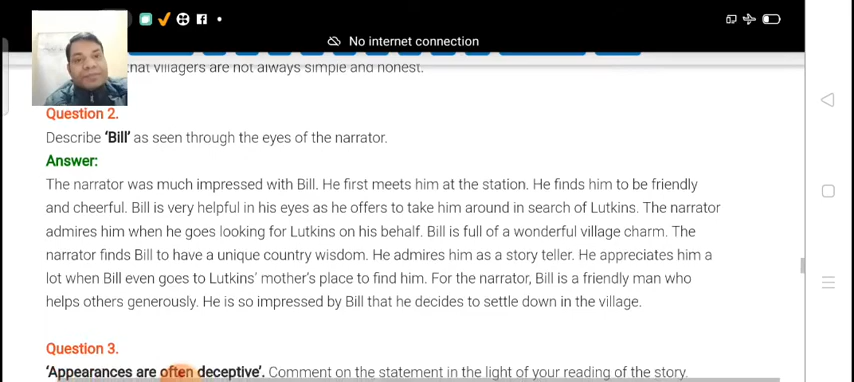 No internet connection
that villagers are not always simple and honest.
Question 2.
Describe ‘Bill’ as seen through the eyes of the narrator.
Answer:
The narrator was much impressed with Bill. He first meets him at the station. He finds him to be friendly
and cheerful. Bill is very helpful in his eyes as he offers to take him around in search of Lutkins. The narrator
admires him when he goes looking for Lutkins on his behalf. Bill is full of a wonderful village charm. The
narrator finds Bill to have a unique country wisdom. He admires him as a story teller. He appreciates him a
lot when Bill even goes to Lutkins’ mother’s place to find him. For the narrator, Bill is a friendly man who
helps others generously. He is so impressed by Bill that he decides to settle down in the village.
Question 3.
‘Appearances are often deceptive’. Comment on the statement in the light of your reading of the story.